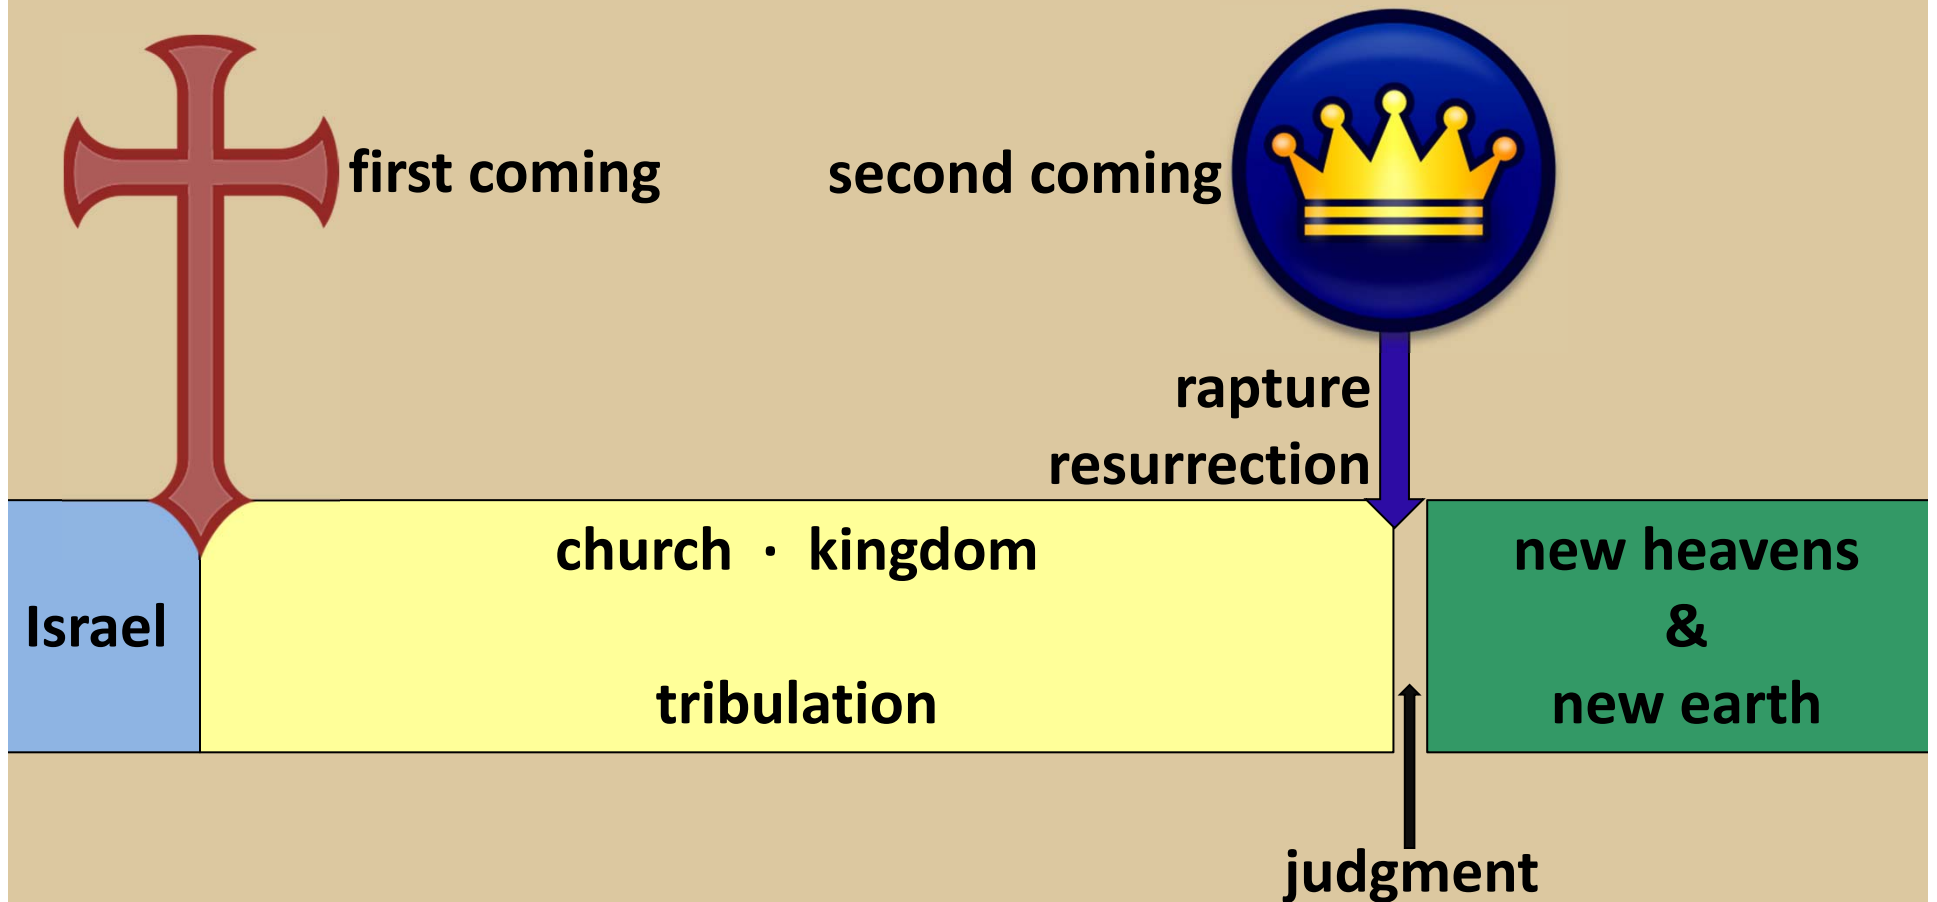 first coming
second coming
rapture
resurrection
church · kingdom
Israel
tribulation
new heavens
&
new earth
judgment